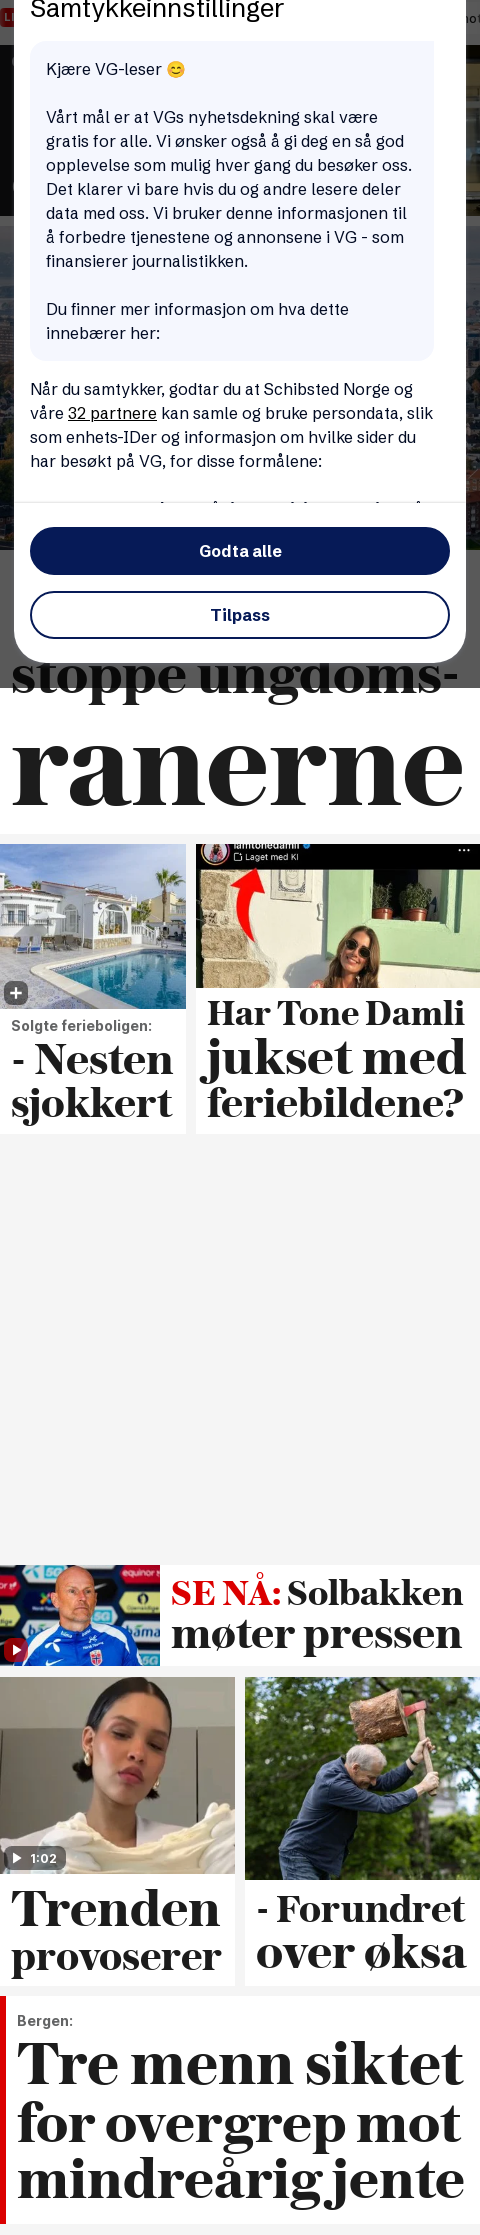 Samtykkeinnstillinger
Kjære VG-leser 😊
Vårt mål er at VGs nyhetsdekning skal være
gratis for alle. Vi ønsker også å gi deg en så god
opplevelse som mulig hver gang du besøker oss.
Det klarer vi bare hvis du og andre lesere deler
data med oss. Vi bruker denne informasjonen til
å forbedre tjenestene og annonsene i VG - som
finansierer journalistikken.
Du finner mer informasjon om hva dette
innebærer her:
Når du samtykker, godtar du at Schibsted Norge og
våre 32 partnere kan samle og bruke persondata, slik
som enhets-IDer og informasjon om hvilke sider du
har besøkt på VG, for disse formålene:
Godta alle
Tilpass
stoppe ungdoms-
ranerne
iamtonedamli
Laget med KI
Solgte ferieboligen:
- Nesten
sjokkert
Har Tone Damli
jukset med
feriebildene?
equinor
SE NÅ: Solbakken
møter pressen
1:02
Trenden
provoserer
- Forundret
over øksa
Bergen:
Tre menn siktet
for overgrep mot
mindreårig jente